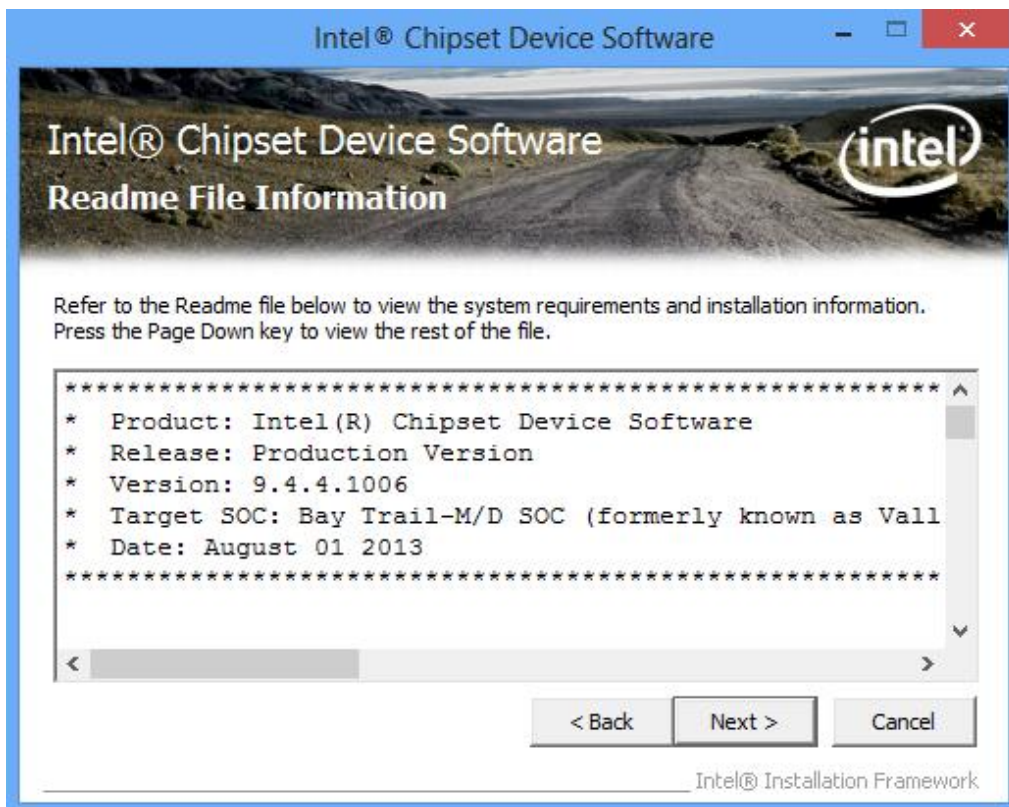 Intel® Chipset Device Software
Intel® Chipset Device Software
intel
Readme File Information
Refer to the Readme file below to view the system requirements and installation information.
Press the Page Down key to view the rest of the file.
************************************************************
* Product: Intel(R) Chipset Device Software
* Release: Production Version
* Version: 9.4.4.1006
* Target SOC: Bay Trail-M/D SOC (formerly known as Vall
* Date: August 01 2013
************************************************************
< Back Next > Cancel
Intel® Installation Framework